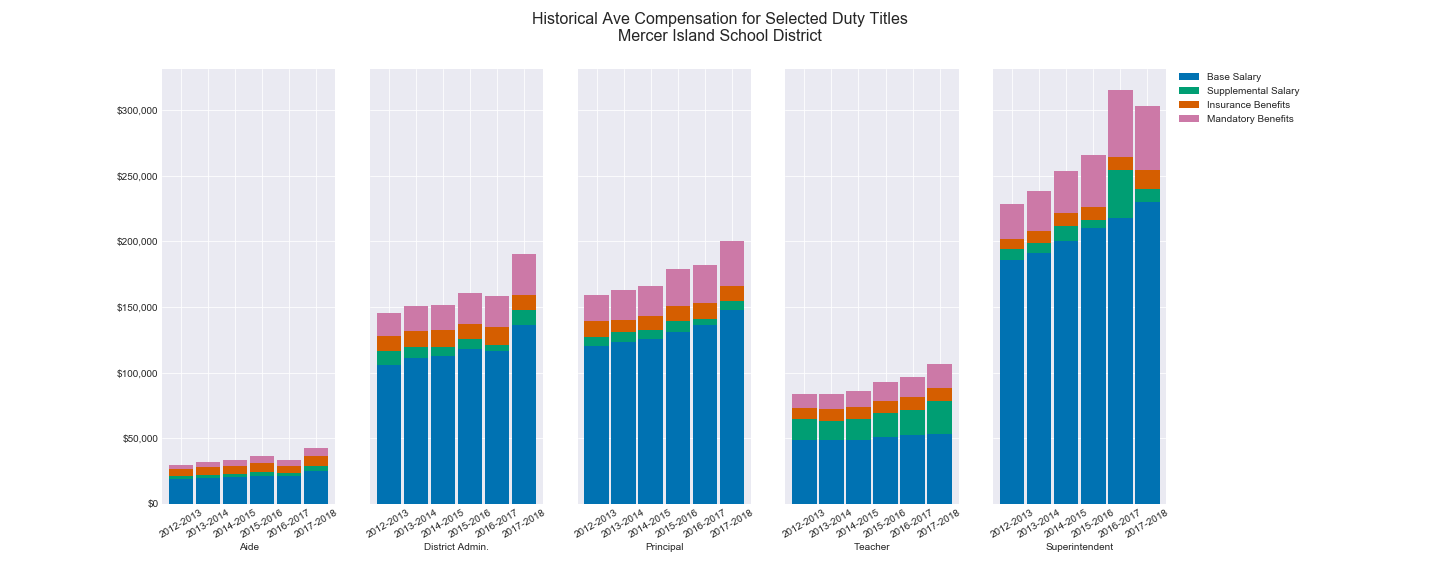 Historical Ave Compensation for Selected Duty Titles
Mercer Island School District
Base Salary
Supplemental Salary
Insurance Benefits
Mandatory Benefits
$300,000
$250,000
$200,000
$150,000
$100,000
$50,000
$0
2012-2013 2013-2014 2014-2015 2015-2016 2016-2017 2017-2018
Aide
2012-2013 2013-2014 2014-2015 2015-2016 2016-2017 2017-2018
District Admin.
2012-2013 2013-2014 2014-2015 2015-2016 2016-2017 2017-2018
Principal
2012-2013 2013-2014 2014-2015 2015-2016 2016-2017 2017-2018
Teacher
2012-2013 2013-2014 2014-2015 2015-2016 2016-2017 2017-2018
Superintendent